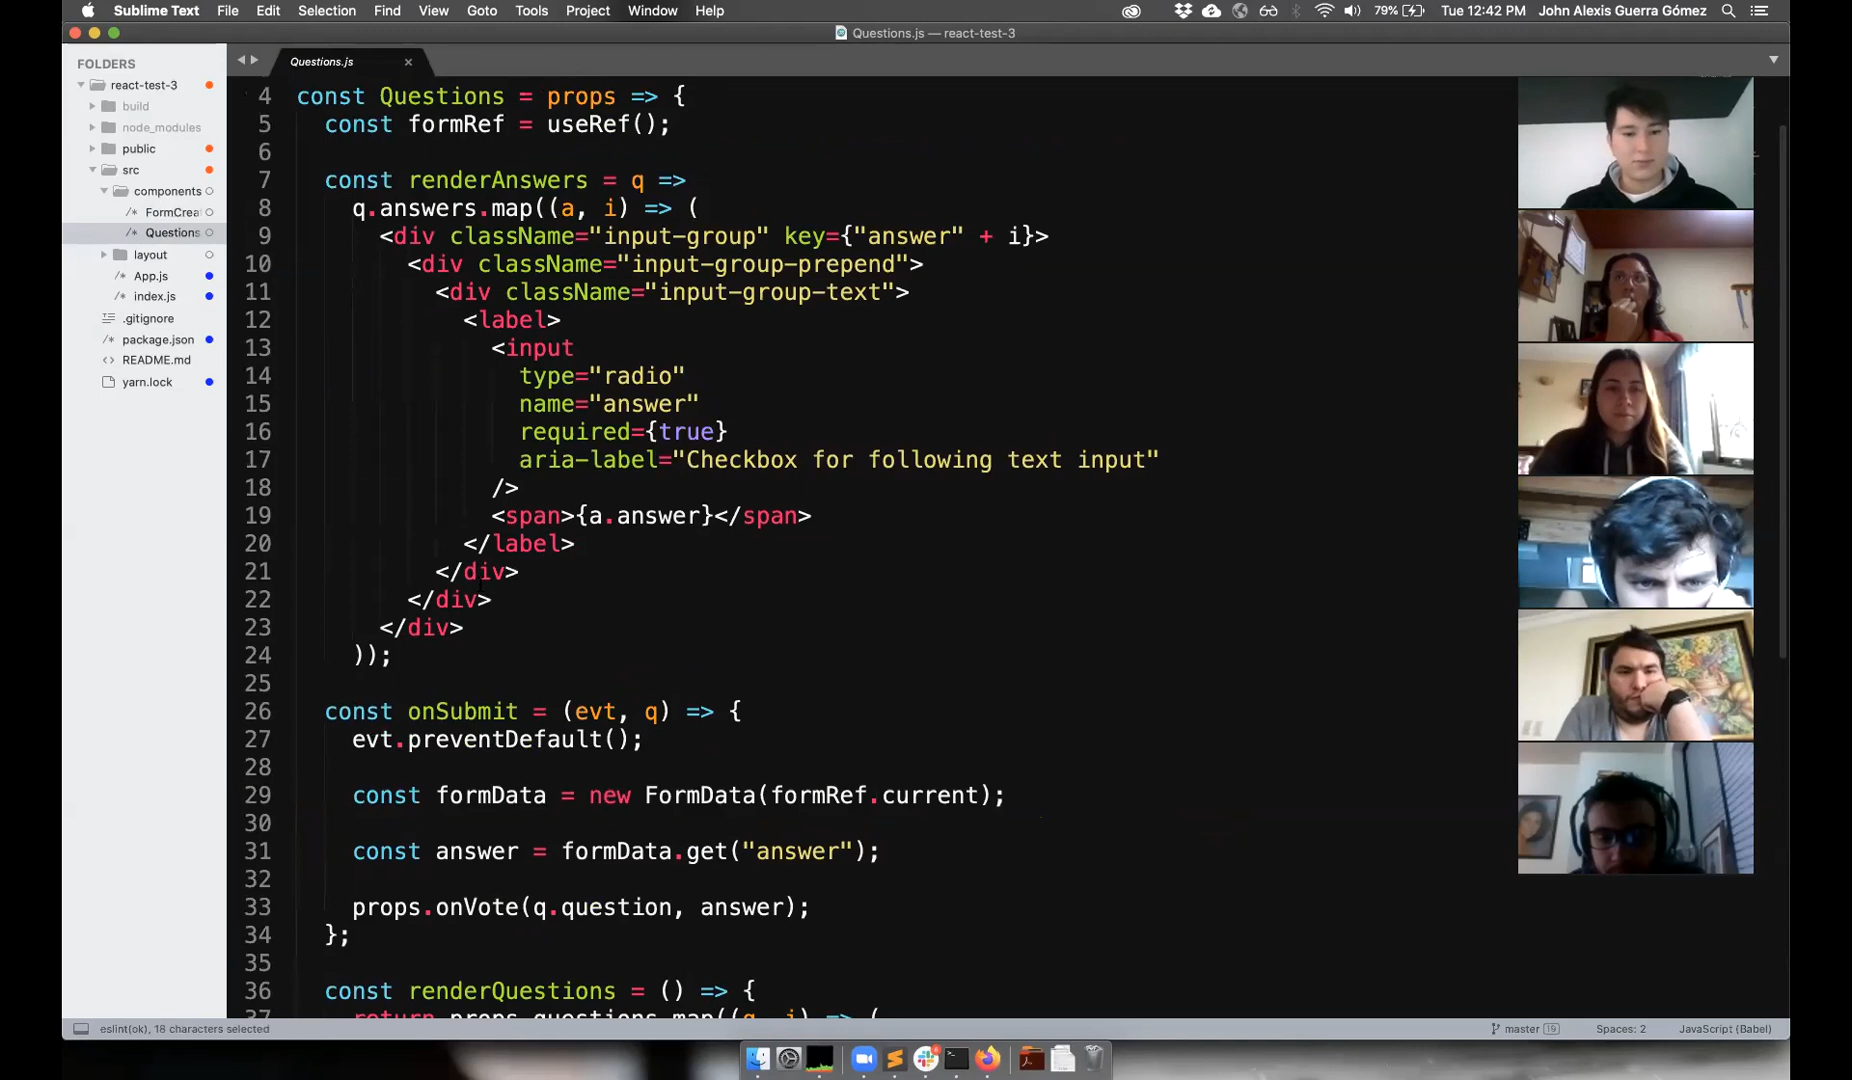 Sublime Text File Edit Selection Find View Goto Tools Project Window Help 79% Tue 12:42 PM John Alexis Guerra Gómez
Questions.js — react-test-3
FOLDERS
react-test-3
build
node_modules
public
src
components
/* FormCrea
/* Questions
layout
/* App.js
/* index.js
.gitignore
/* package.json
<> README.md
yarn.lock
Questions.js
4 const Questions = props => {
5 const formRef = useRef();
6
7 const renderAnswers = q =>
8 q.answers.map((a, i) => (
9 <div className="input-group" key={"answer" + i}>
10 <div className="input-group-prepend">
11 <div className="input-group-text">
12 <label>
13 <input
14 type="radio"
15 name="answer"
16 required={true}
17 aria-label="Checkbox for following text input"
18 />
19 <span>{a.answer}</span>
20 </label>
21 </div>
22 </div>
23 </div>
24 ));
25
26 const onSubmit = (evt, q) => {
27 evt.preventDefault();
28
29 const formData = new FormData(formRef.current);
30
31 const answer = formData.get("answer");
32
33 props.onVote(q.question, answer);
34 };
35
36 const renderQuestions = () => {
37 return props.questions.map((q, i) => (
eslint(ok), 18 characters selected master 19 Spaces: 2 JavaScript (Babel)